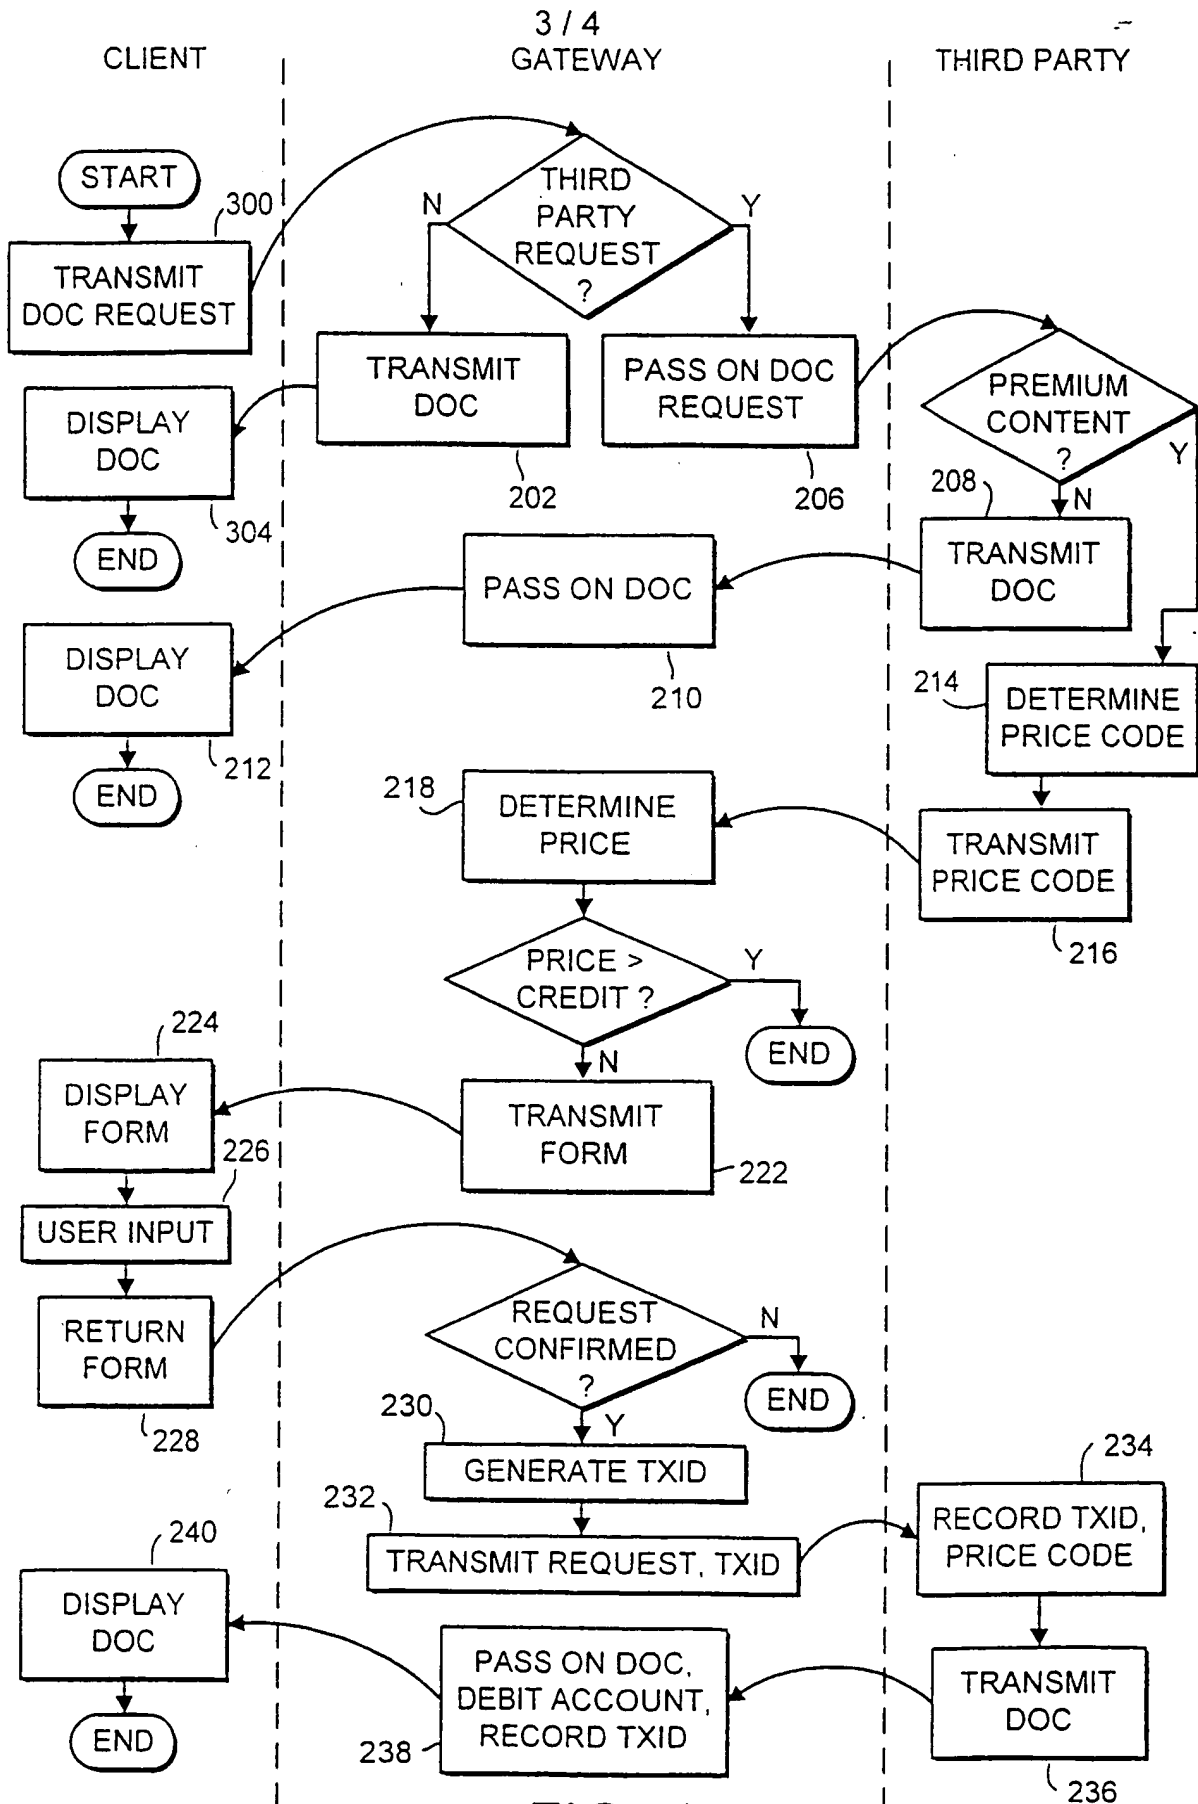 3 / 4
CLIENT
GATEWAY
THIRD PARTY
START
300
TRANSMIT
DOC REQUEST
THIRD
PARTY
REQUEST
?
N
Y
TRANSMIT
DOC
202
PASS ON DOC
REQUEST
206
PREMIUM
CONTENT
?
Y
N
DISPLAY
DOC
304
END
208
TRANSMIT
DOC
PASS ON DOC
210
DISPLAY
DOC
212
END
214
DETERMINE
PRICE CODE
TRANSMIT
PRICE CODE
216
218
DETERMINE
PRICE
PRICE >
CREDIT ?
Y
END
N
TRANSMIT
FORM
222
224
DISPLAY
FORM
226
USER INPUT
RETURN
FORM
228
REQUEST
CONFIRMED
?
N
END
Y
230
GENERATE TXID
232
TRANSMIT REQUEST, TXID
234
RECORD TXID,
PRICE CODE
TRANSMIT
DOC
236
PASS ON DOC,
DEBIT ACCOUNT,
RECORD TXID
238
240
DISPLAY
DOC
END